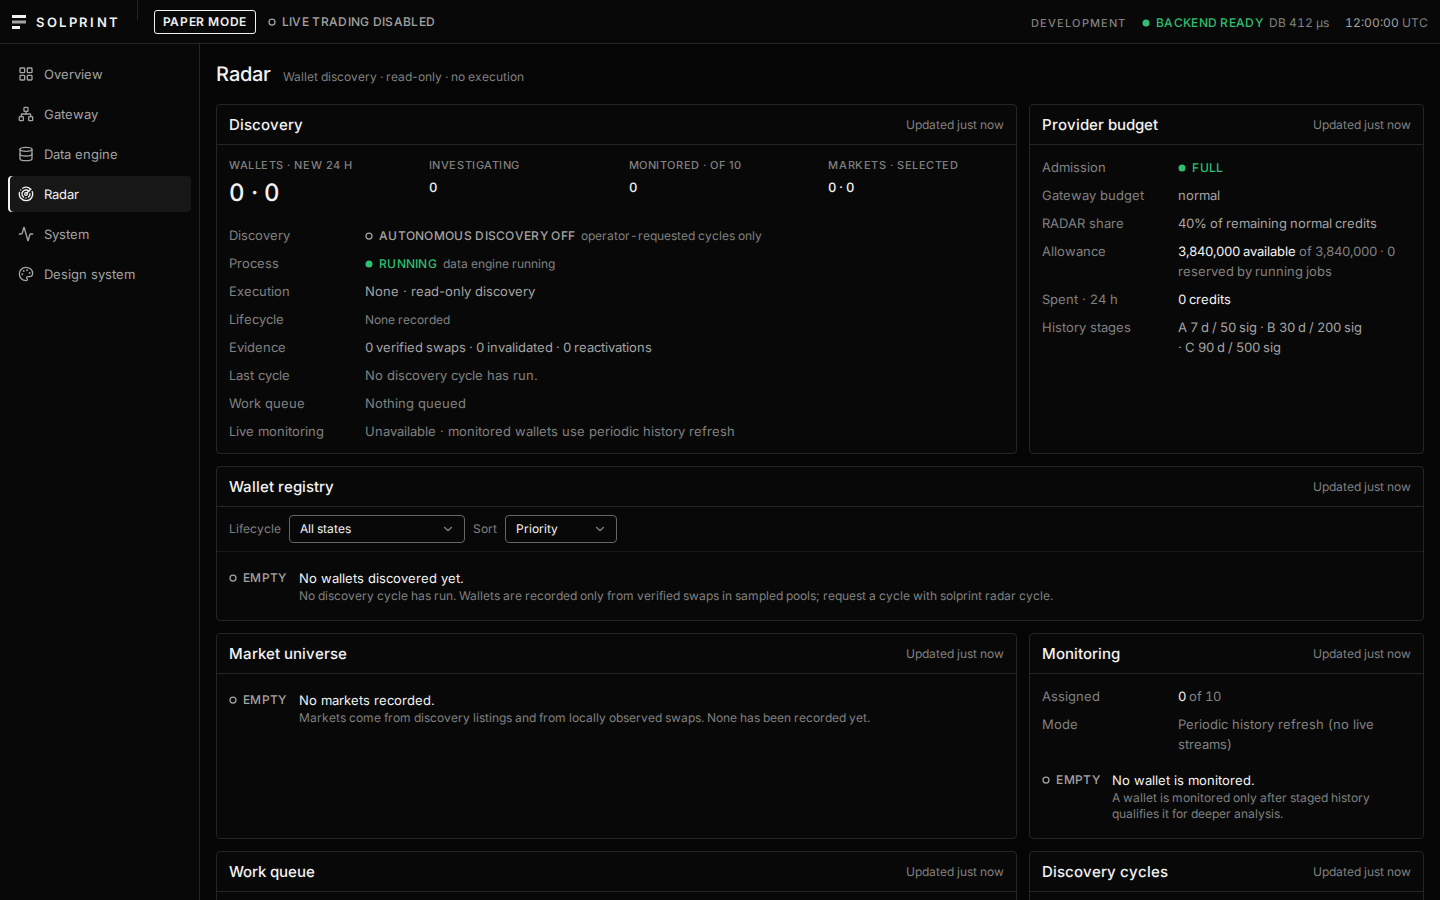 SOLPRINT
PAPER MODE
LIVE TRADING DISABLED
DEVELOPMENT
BACKEND READY DB 412 µs
12:00:00 UTC
Overview
Gateway
Data engine
Radar
System
Design system
Radar
Wallet discovery · read-only · no execution
Discovery
Updated just now
WALLETS · NEW 24 H
INVESTIGATING
MONITORED · OF 10
MARKETS · SELECTED
0 · 0
0
0
0 · 0
Discovery
AUTONOMOUS DISCOVERY OFF operator-requested cycles only
Process
RUNNING data engine running
Execution
None · read-only discovery
Lifecycle
None recorded
Evidence
0 verified swaps · 0 invalidated · 0 reactivations
Last cycle
No discovery cycle has run.
Work queue
Nothing queued
Live monitoring
Unavailable · monitored wallets use periodic history refresh
Provider budget
Updated just now
Admission
FULL
Gateway budget
normal
RADAR share
40% of remaining normal credits
Allowance
3,840,000 available of 3,840,000 · 0
reserved by running jobs
Spent · 24 h
0 credits
History stages
A 7 d / 50 sig · B 30 d / 200 sig
· C 90 d / 500 sig
Wallet registry
Updated just now
Lifecycle
All states
Sort
Priority
EMPTY
No wallets discovered yet.
No discovery cycle has run. Wallets are recorded only from verified swaps in sampled pools; request a cycle with solprint radar cycle.
Market universe
Updated just now
EMPTY
No markets recorded.
Markets come from discovery listings and from locally observed swaps. None has been recorded yet.
Monitoring
Updated just now
Assigned
0 of 10
Mode
Periodic history refresh (no live
streams)
EMPTY
No wallet is monitored.
A wallet is monitored only after staged history
qualifies it for deeper analysis.
Work queue
Updated just now
Discovery cycles
Updated just now